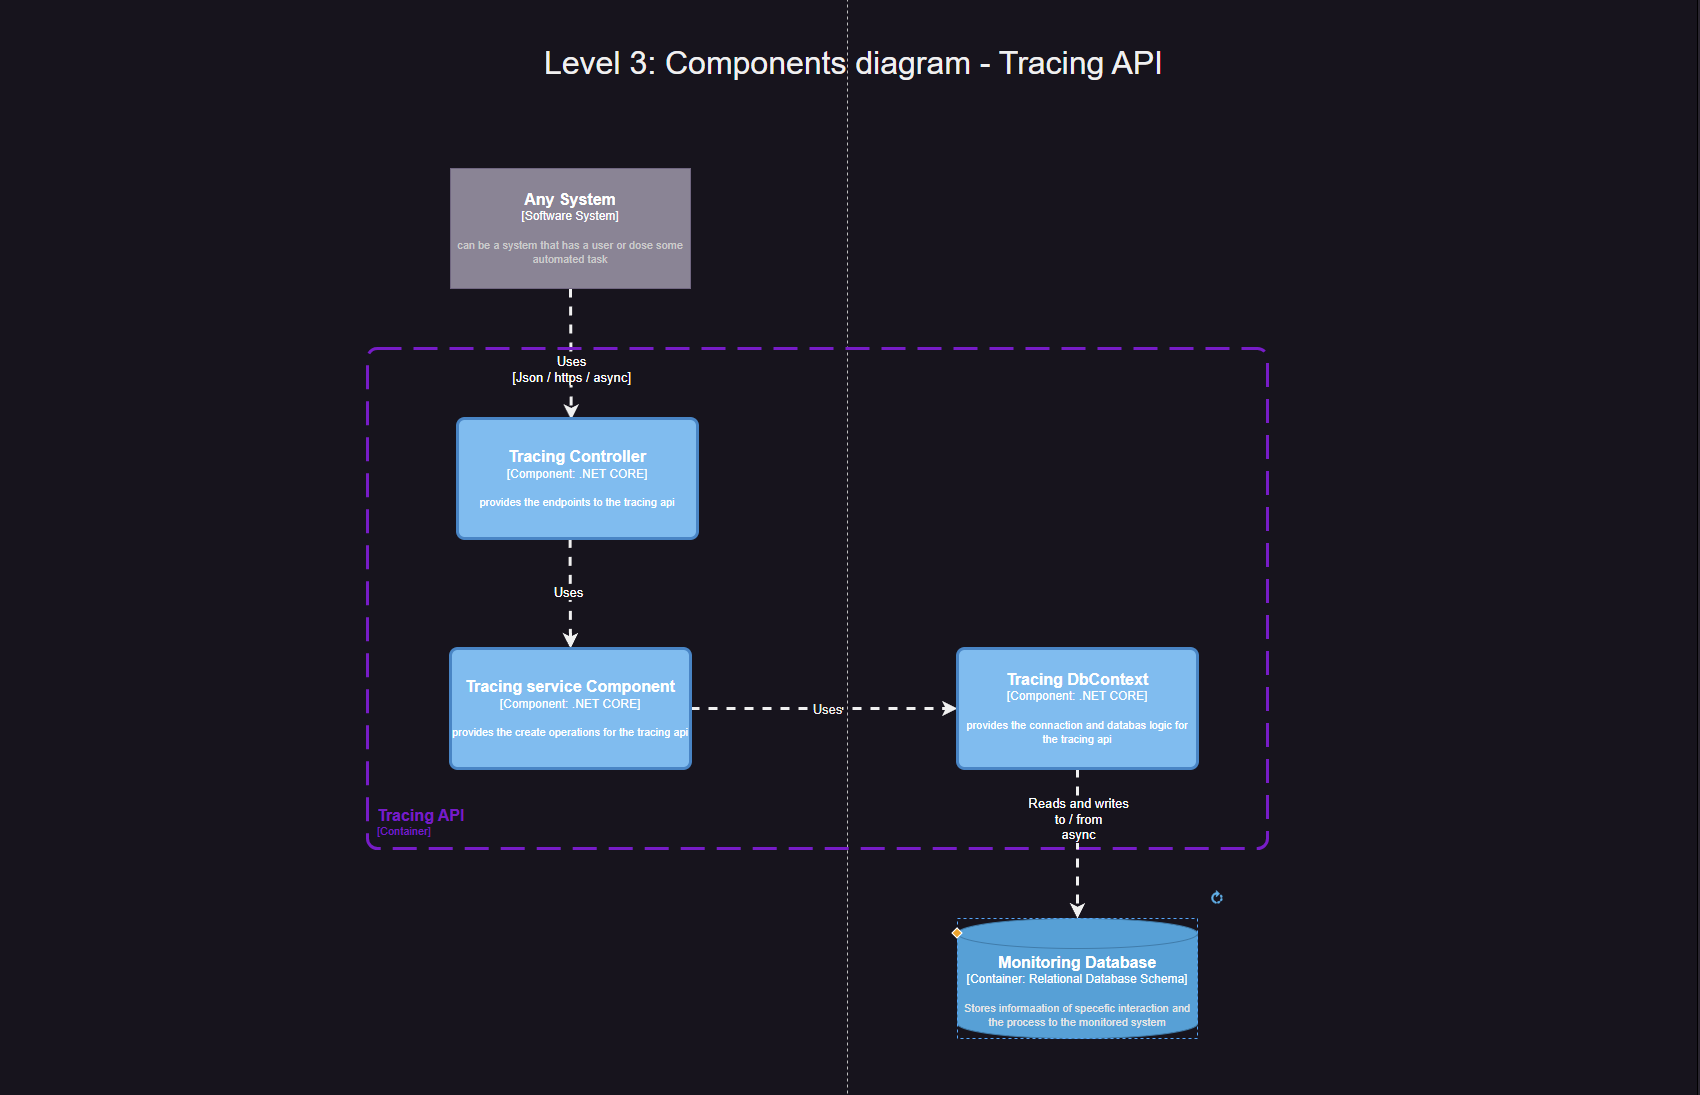 Level 3: Components diagram - Tracing API
Any System
[Software System]
can be a system that has a user or dose some
automated task
Uses
[Json / https / async]
Tracing Controller
[Component: .NET CORE]
provides the endpoints to the tracing api
Uses
Tracing service Component
[Component: .NET CORE]
provides the create operations for the tracing api
Uses
Tracing DbContext
[Component: .NET CORE]
provides the connaction and databas logic for
the tracing api
Tracing API
[Container]
Reads and writes
to / from
async
Monitoring Database
[Container: Relational Database Schema]
Stores informaation of specefic interaction and
the process to the monitored system